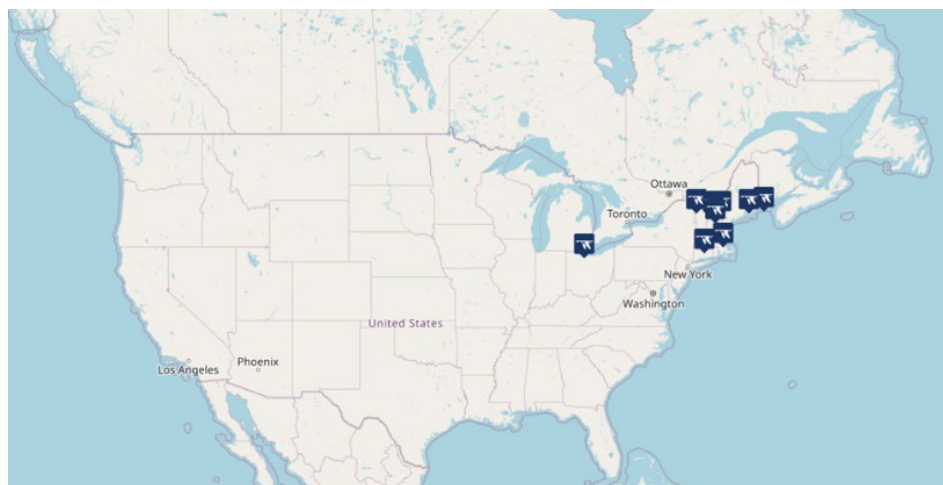 Ottawa
Toronto
New York
Washington
United States
Phoenix
Los Angeles